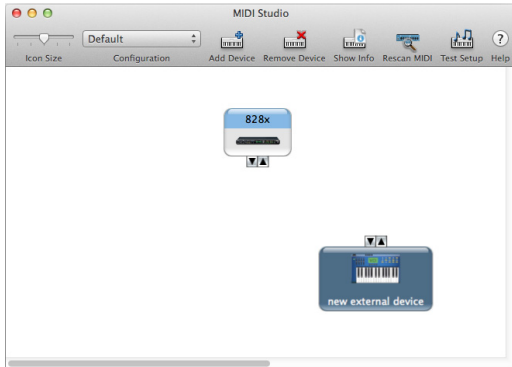 MIDI Studio
Default
Icon Size Configuration Add Device Remove Device Show Info Rescan MIDI Test Setup Help
828x
new external device